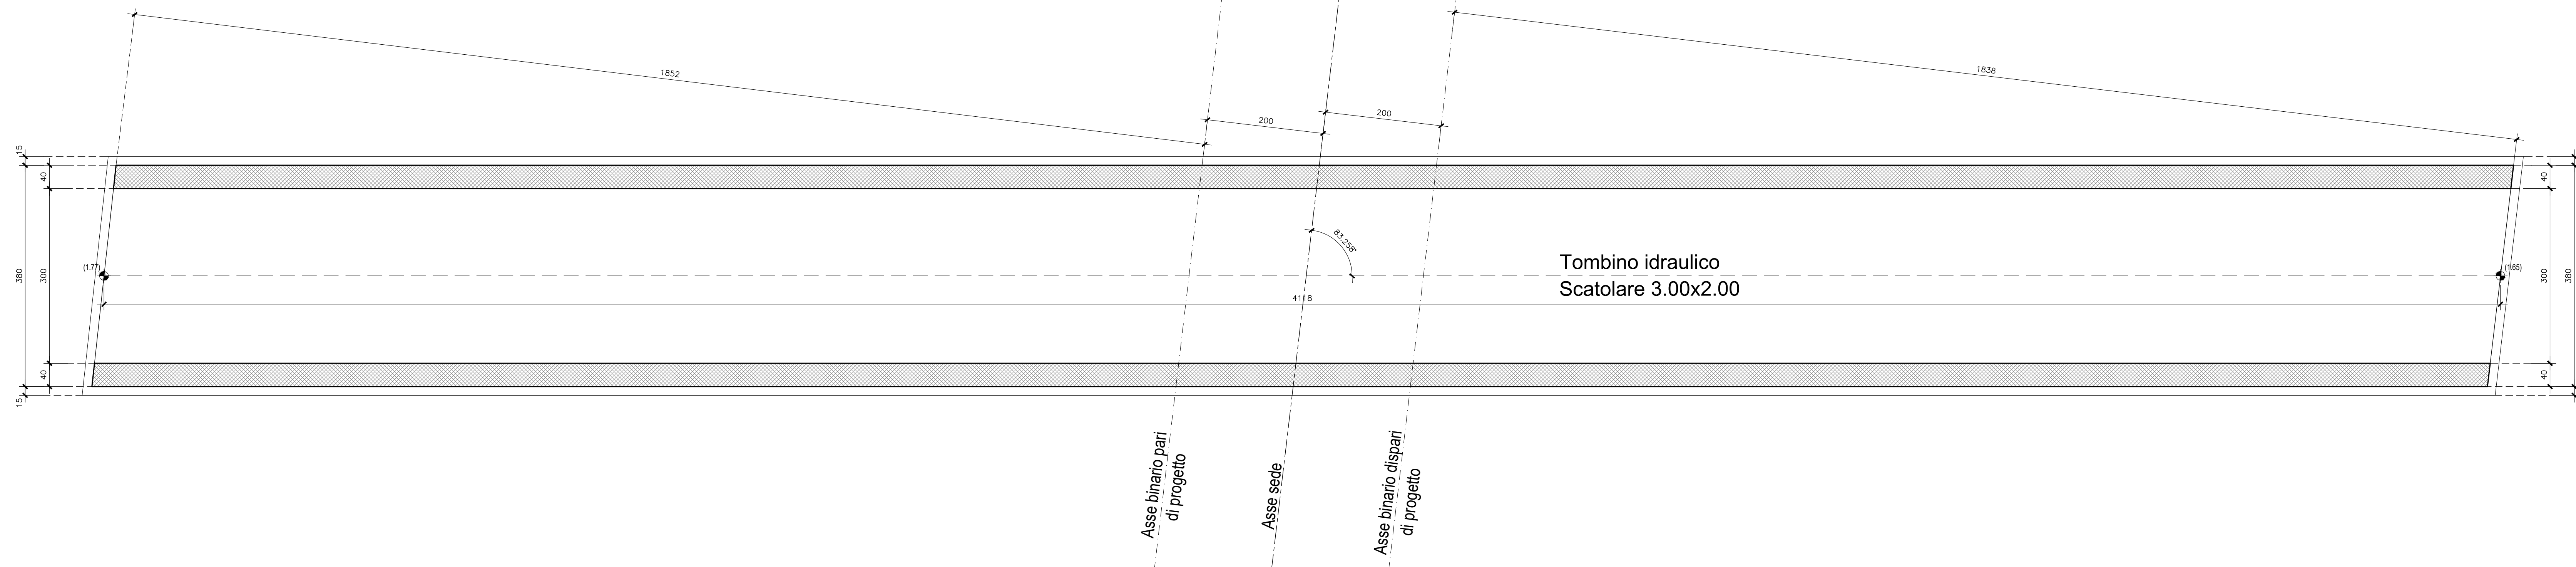 1852
1838
200
200
15
40
40
83.258°
380
300
(1.77)
Tombino idraulico
Scatolare 3.00x2.00
(1.65)
300
380
4118
40
40
15
Asse binario pari
di progetto
Asse sede
Asse binario dispari
di progetto